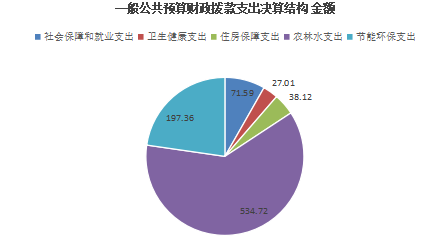 一般公共预算财政拨款支出决算结构 金额
社会保障和就业支出 卫生健康支出 住房保障支出 农林水支出 节能环保支出
71.59
27.01
38.12
197.36
534.72